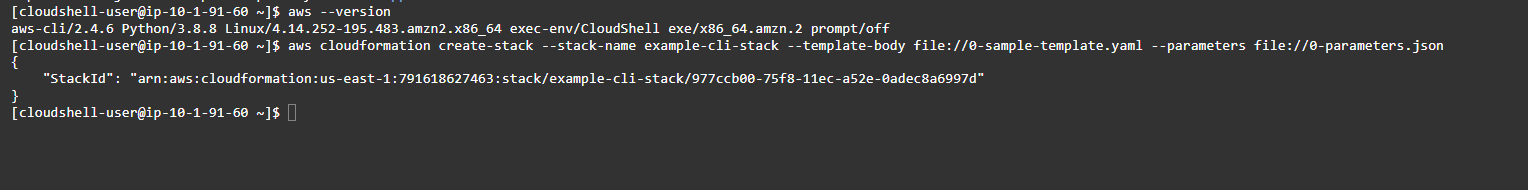 [cloudshell-user@ip-10-1-91-60 ~]$ aws --version
aws-cli/2.4.6 Python/3.8.8 Linux/4.14.252-195.483.amzn2.x86_64 exec-env/CloudShell exe/x86_64.amzn.2 prompt/off
[cloudshell-user@ip-10-1-91-60 ~]$ aws cloudformation create-stack --stack-name example-cli-stack --template-body file://0-sample-template.yaml --parameters file://0-parameters.json
{
    "StackId": "arn:aws:cloudformation:us-east-1:791618627463:stack/example-cli-stack/977ccb00-75f8-11ec-a52e-0adec8a6997d"
}
[cloudshell-user@ip-10-1-91-60 ~]$